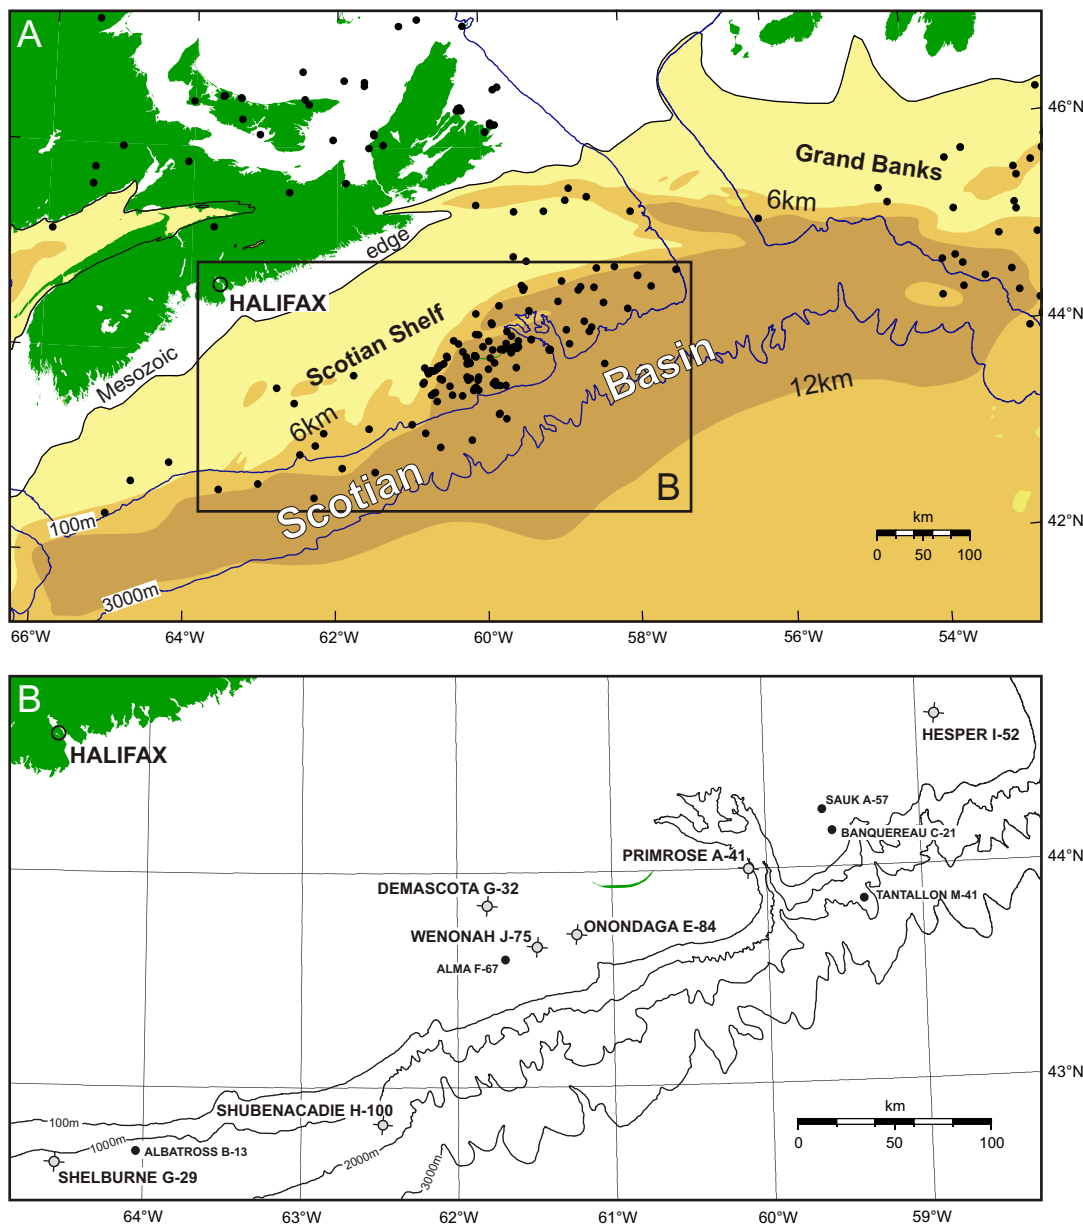 A
46°N
Grand Banks
6km
edge
HALIFAX
44°N
Scotian Shelf
Mesozoic
Basin
12km
6km
B
Scotian
100m
42°N
km
0 50 100
3000m
66°W 64°W 62°W 60°W 58°W 56°W 54°W
B
HALIFAX
HESPER I-52
SAUK A-57
BANQUEREAU C-21
PRIMROSE A-41
44°N
DEMASCOTA G-32
TANTALLON M-41
ONONDAGA E-84
WENONAH J-75
ALMA F-67
43°N
SHUBENACADIE H-100
km
100m
0 50 100
1000m
ALBATROSS B-13
2000m
3000m
SHELBURNE G-29
64°W 63°W 62°W 61°W 60°W 59°W